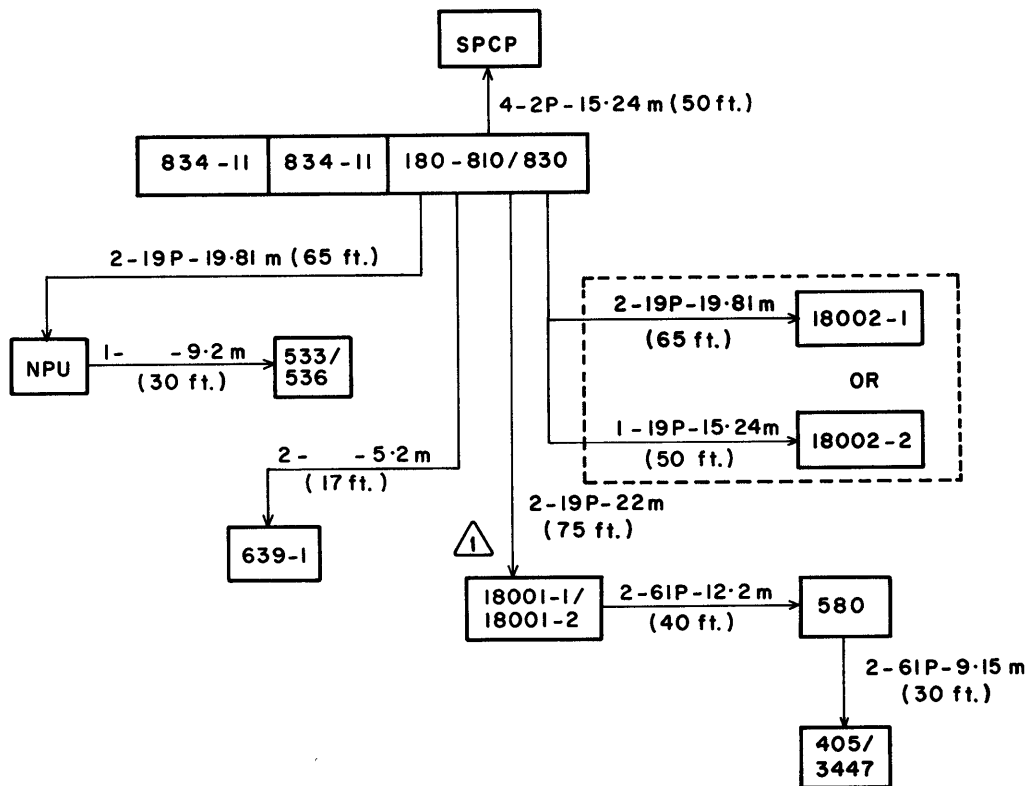 SPCP
4-2P-15·24 m (50 ft.)
834-11
834-11
180-810/830
2-19P-19·81 m (65 ft.)
2-19P-19·81m
(65 ft.)
18002-1
NPU
1- -9·2 m
(30 ft.)
533/
536
OR
1-19P-15·24m
(50 ft.)
18002-2
2- -5·2 m
(17 ft.)
2-19P-22m
(75 ft.)
1
639-1
18001-1/
18001-2
2-61P-12·2 m
(40 ft.)
580
2-61P-9·15 m
(30 ft.)
405/
3447